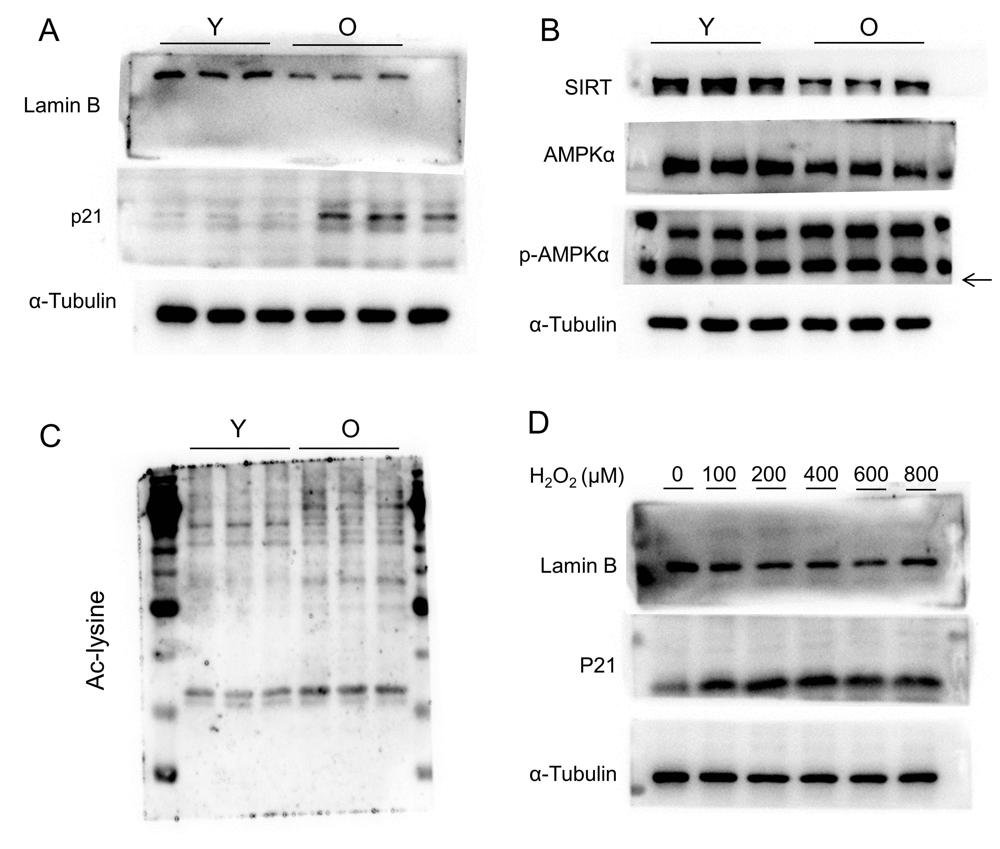 A
Y
O
Lamin B
p21
α-Tubulin
B
Y
O
SIRT
AMPKα
p-AMPKα
α-Tubulin
C
Y
O
Ac-lysine
D
H₂O₂ (μM) 0 100 200 400 600 800
Lamin B
P21
α-Tubulin